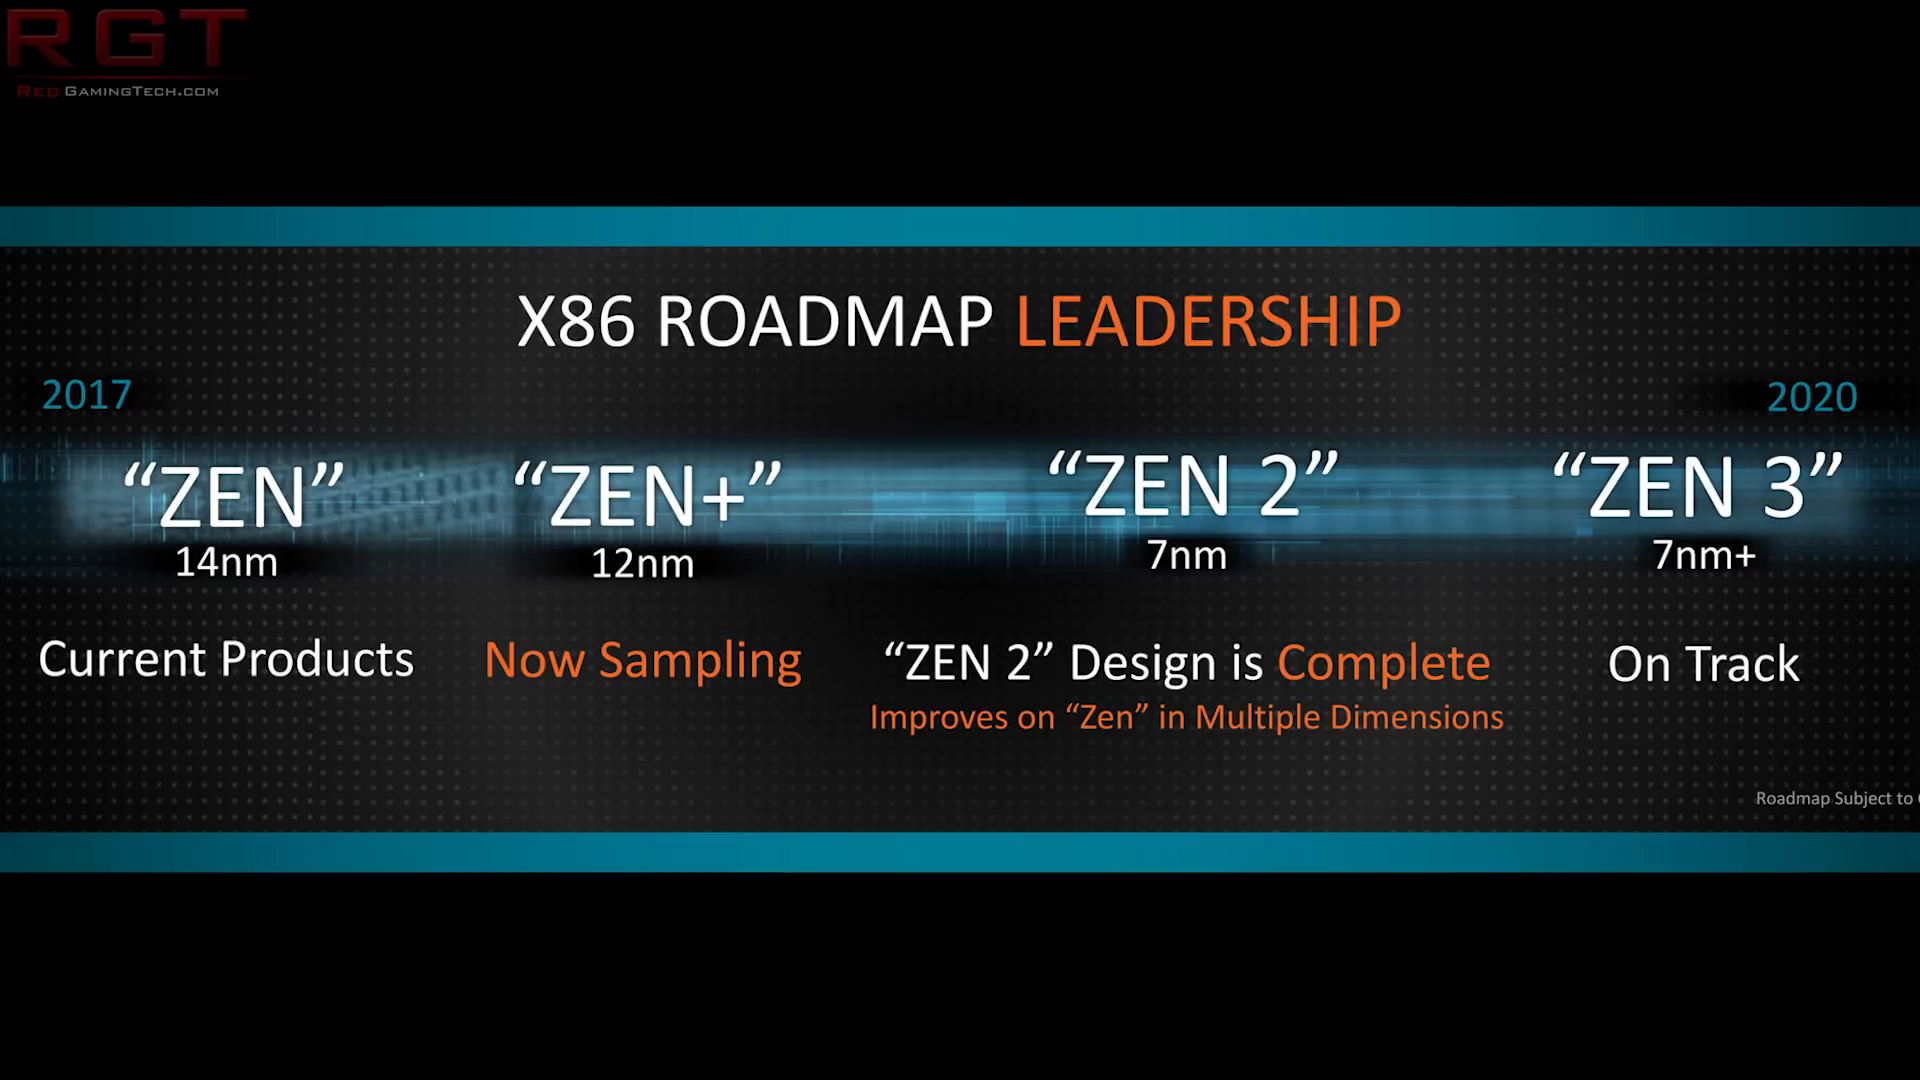 RGT
REDGAMINGTECH.COM
X86 ROADMAP LEADERSHIP
2017
2020
“ZEN”
“ZEN+”
“ZEN 2”
“ZEN 3”
14nm
12nm
7nm
7nm+
Current Products
Now Sampling
“ZEN 2” Design is Complete
On Track
Improves on “Zen” in Multiple Dimensions
Roadmap Subject to